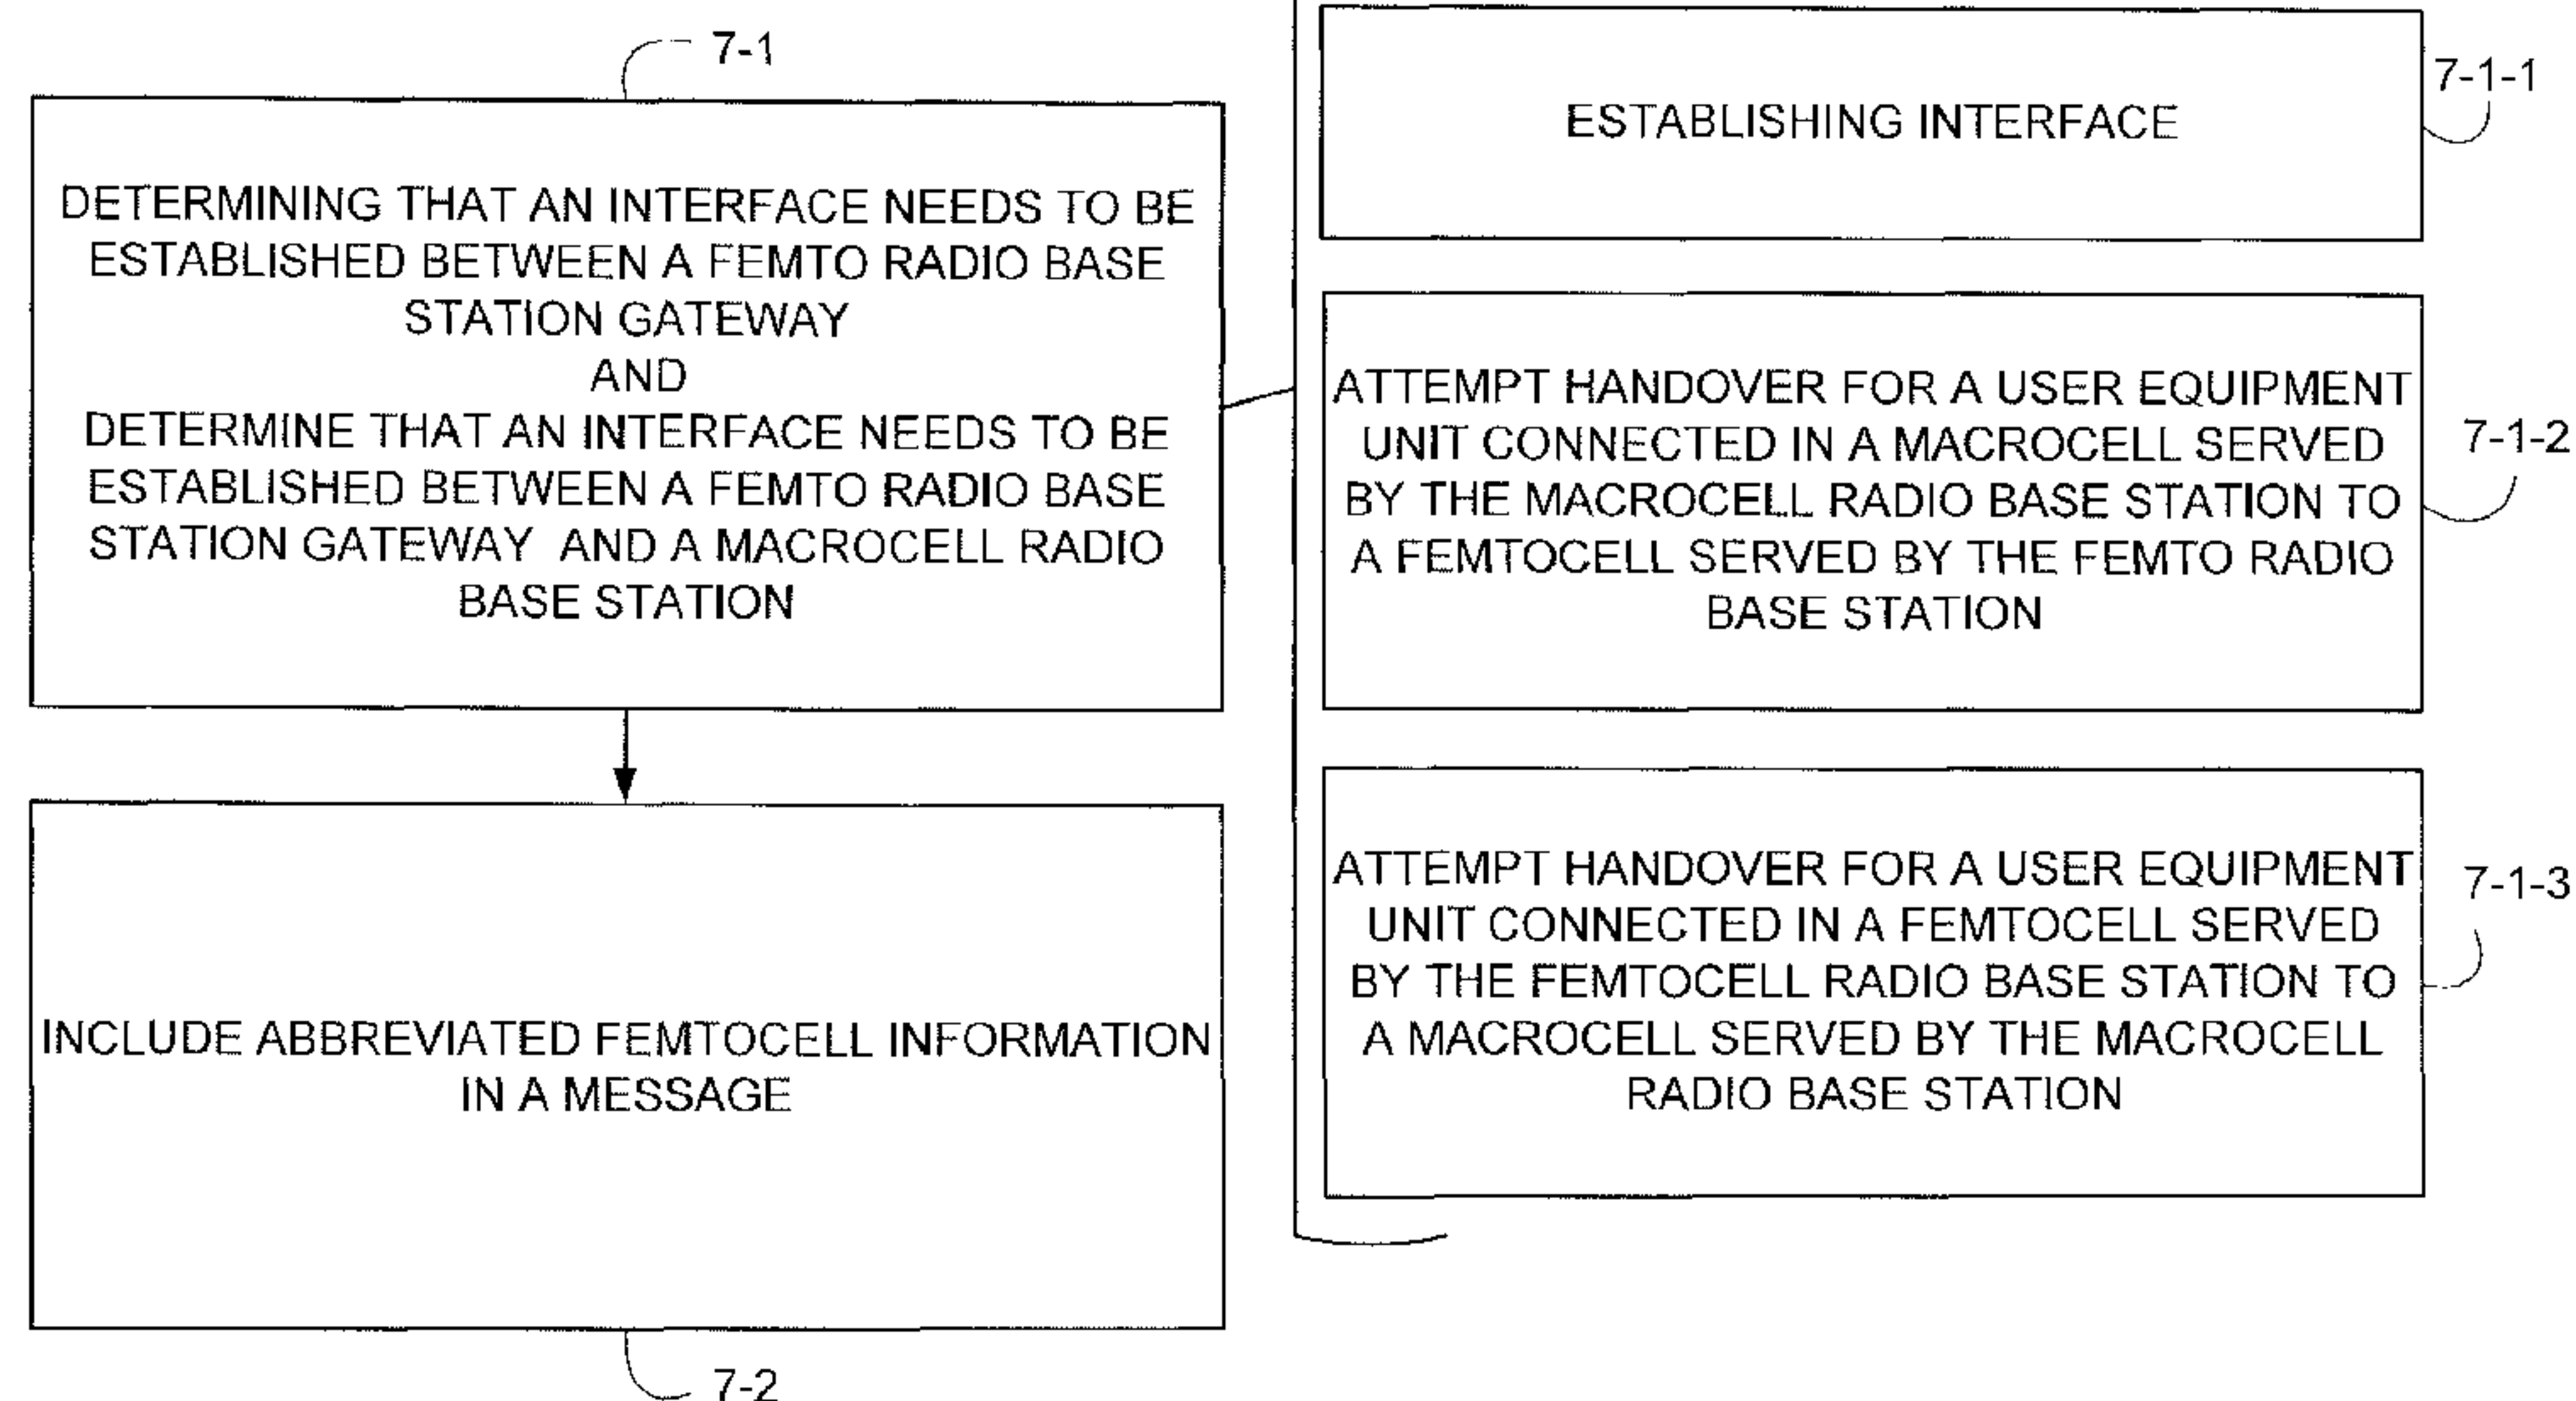 7-1
DETERMINING THAT AN INTERFACE NEEDS TO BE
ESTABLISHED BETWEEN A FEMTO RADIO BASE
STATION GATEWAY
AND
DETERMINE THAT AN INTERFACE NEEDS TO BE
ESTABLISHED BETWEEN A FEMTO RADIO BASE
STATION GATEWAY AND A MACROCELL RADIO
BASE STATION
INCLUDE ABBREVIATED FEMTOCELL INFORMATION
IN A MESSAGE
7-2
ESTABLISHING INTERFACE
7-1-1
ATTEMPT HANDOVER FOR A USER EQUIPMENT
UNIT CONNECTED IN A MACROCELL SERVED
BY THE MACROCELL RADIO BASE STATION TO
A FEMTOCELL SERVED BY THE FEMTO RADIO
BASE STATION
7-1-2
ATTEMPT HANDOVER FOR A USER EQUIPMENT
UNIT CONNECTED IN A FEMTOCELL SERVED
BY THE FEMTOCELL RADIO BASE STATION TO
A MACROCELL SERVED BY THE MACROCELL
RADIO BASE STATION
7-1-3